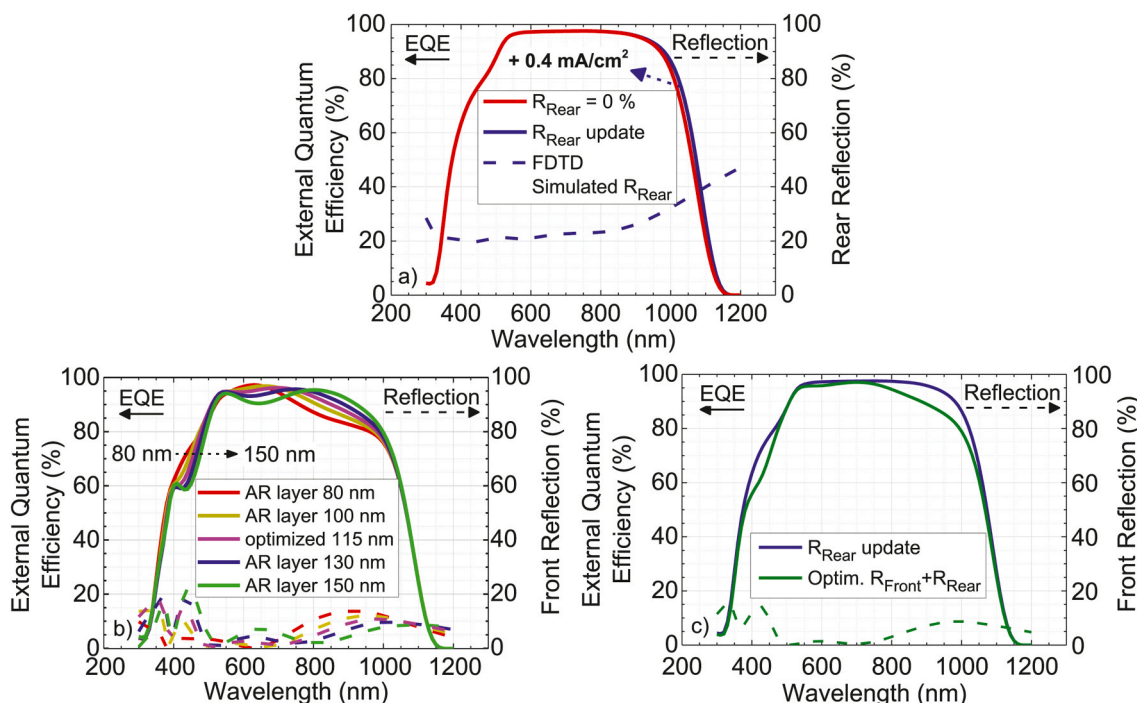 100
80
60
40
20
0
External Quantum
Efficiency (%)
EQE
+ 0.4 mA/cm²
Reflection
R_Rear = 0 %
R_Rear update
FDTD
Simulated R_Rear
a)
100
80
60
40
20
0
Rear Reflection (%)
200 400 600 800 1000 1200
Wavelength (nm)
100
80
60
40
20
0
External Quantum
Efficiency (%)
EQE
Reflection
80 nm 150 nm
AR layer 80 nm
AR layer 100 nm
optimized 115 nm
AR layer 130 nm
AR layer 150 nm
b)
100
80
60
40
20
0
Front Reflection (%)
200 400 600 800 1000 1200
Wavelength (nm)
100
80
60
40
20
0
External Quantum
Efficiency (%)
EQE
Reflection
R_Rear update
Optim. R_Front+R_Rear
c)
100
80
60
40
20
0
Front Reflection (%)
200 400 600 800 1000 1200
Wavelength (nm)